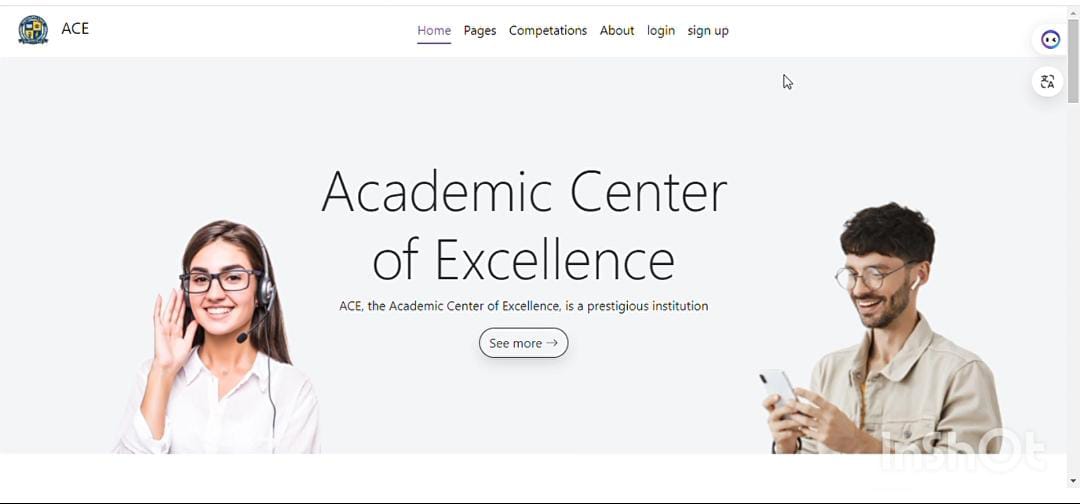 ACE
Home Pages Competations About login sign up
Academic Center
of Excellence
ACE, the Academic Center of Excellence, is a prestigious institution
See more →
InShOt